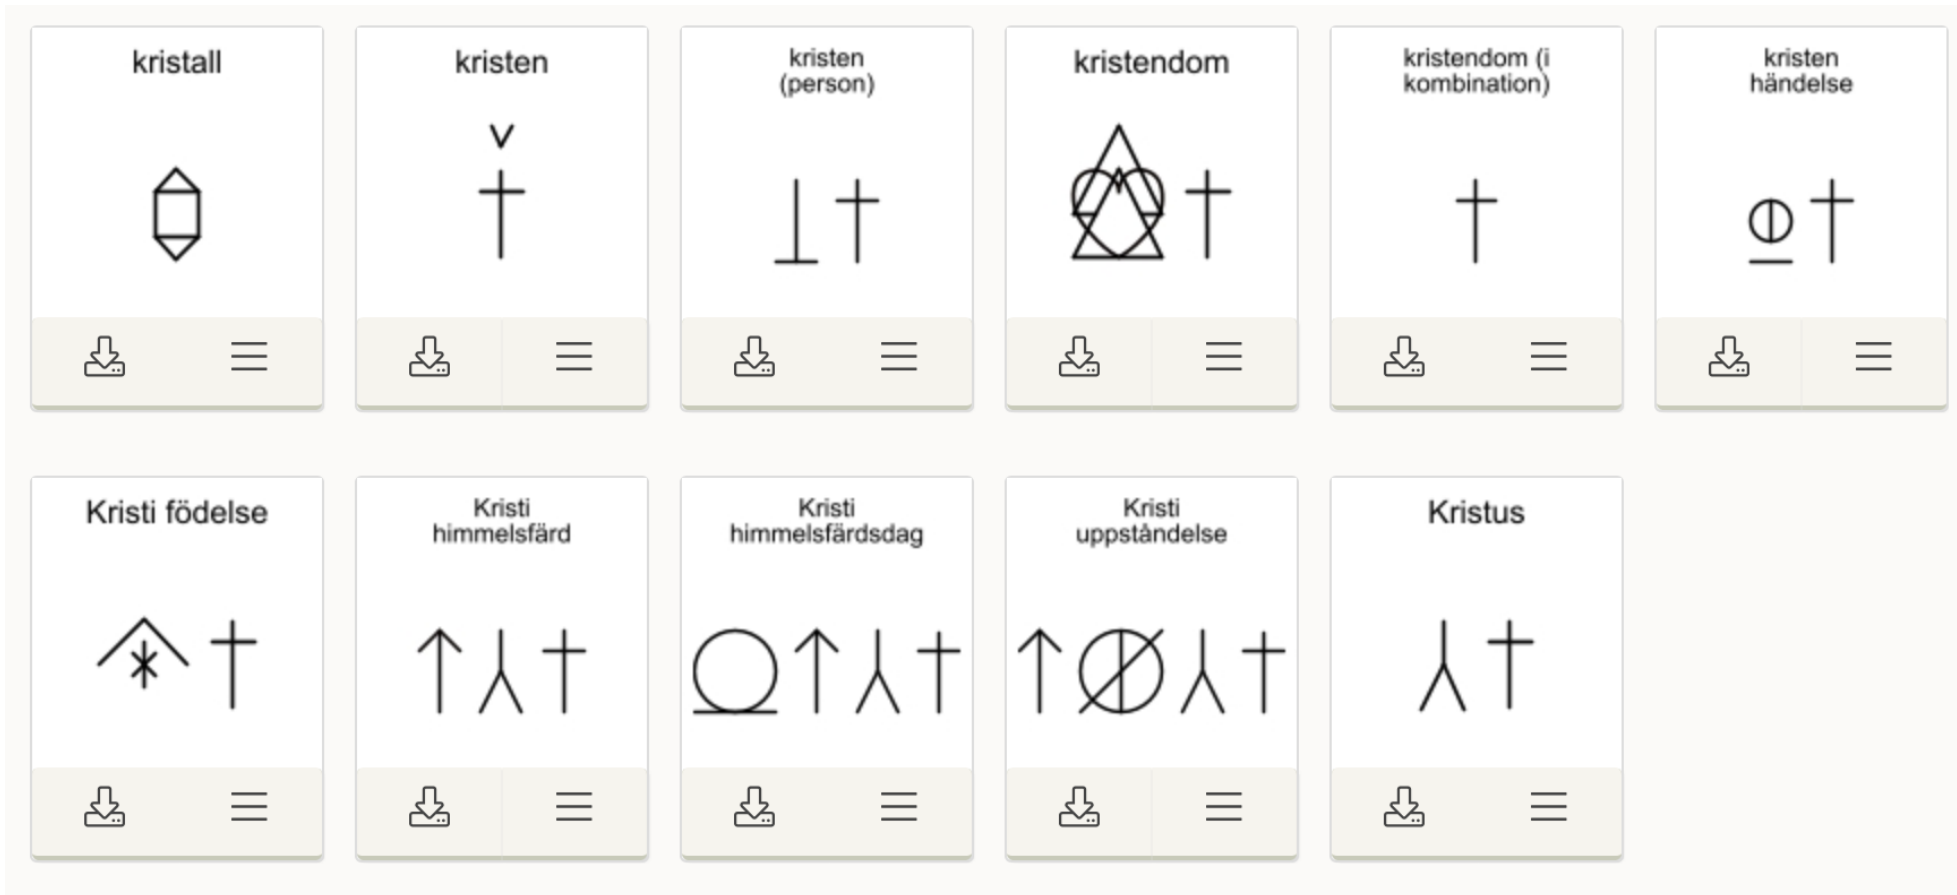 kristall
kristen
kristen
(person)
kristendom
kristendom (i
kombination)
kristen
händelse
Kristi födelse
Kristi
himmelsfärd
Kristi
himmelsfärdsdag
Kristi
uppståndelse
Kristus